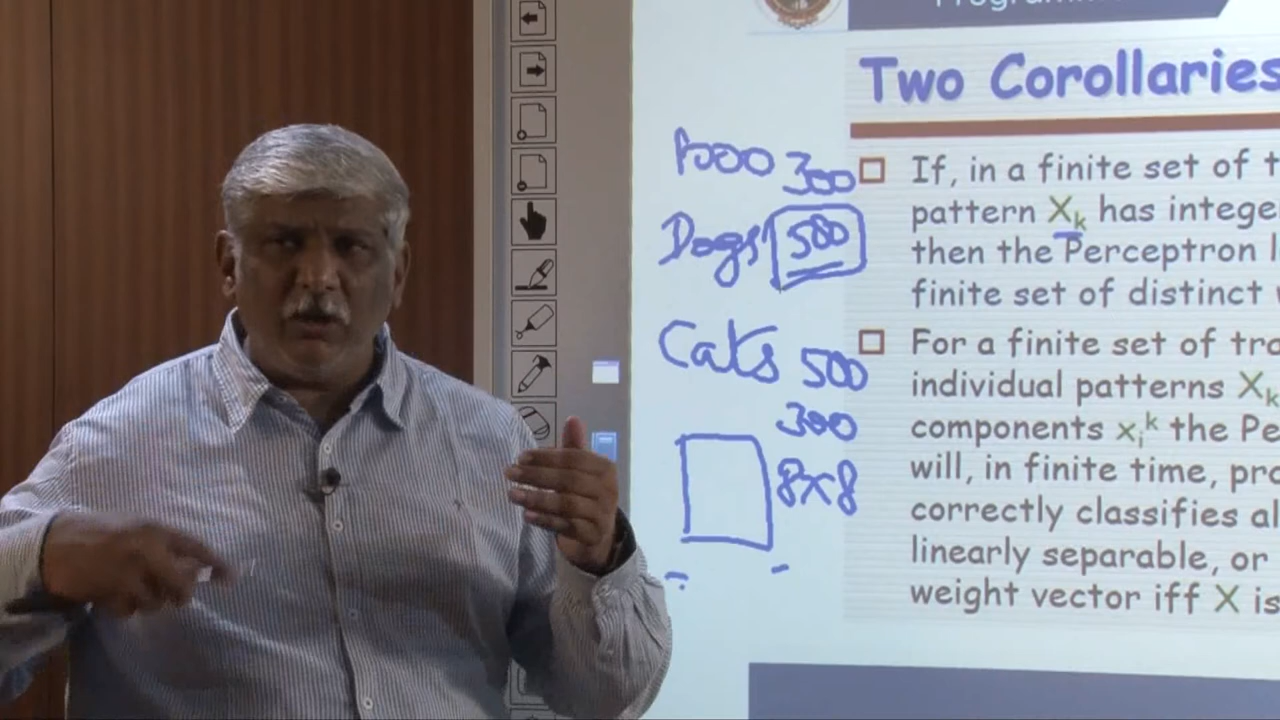 Two Corollaries
1000 300
Dogs 500
Cats 500
300
8x8
If, in a finite set of t
pattern Xk has intege
then the Perceptron l
finite set of distinct
For a finite set of tra
individual patterns Xk
components xik the Pe
will, in finite time, pro
correctly classifies al
linearly separable, or
weight vector iff X is